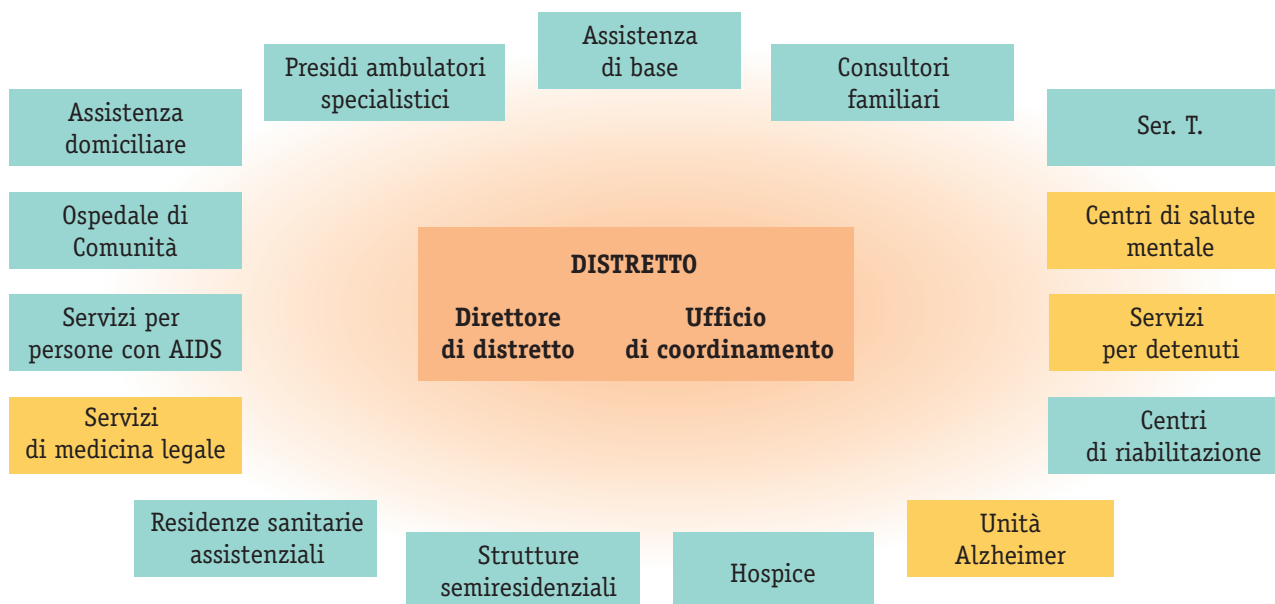 Assistenza
di base
Presidi ambulatori
specialistici
Consultori
familiari
Assistenza
domiciliare
Ser. T.
Ospedale di
Comunità
Centri di salute
mentale
DISTRETTO
Direttore
di distretto
Ufficio
di coordinamento
Servizi per
persone con AIDS
Servizi
per detenuti
Servizi
di medicina legale
Centri
di riabilitazione
Residenze sanitarie
assistenziali
Strutture
semiresidenziali
Hospice
Unità
Alzheimer